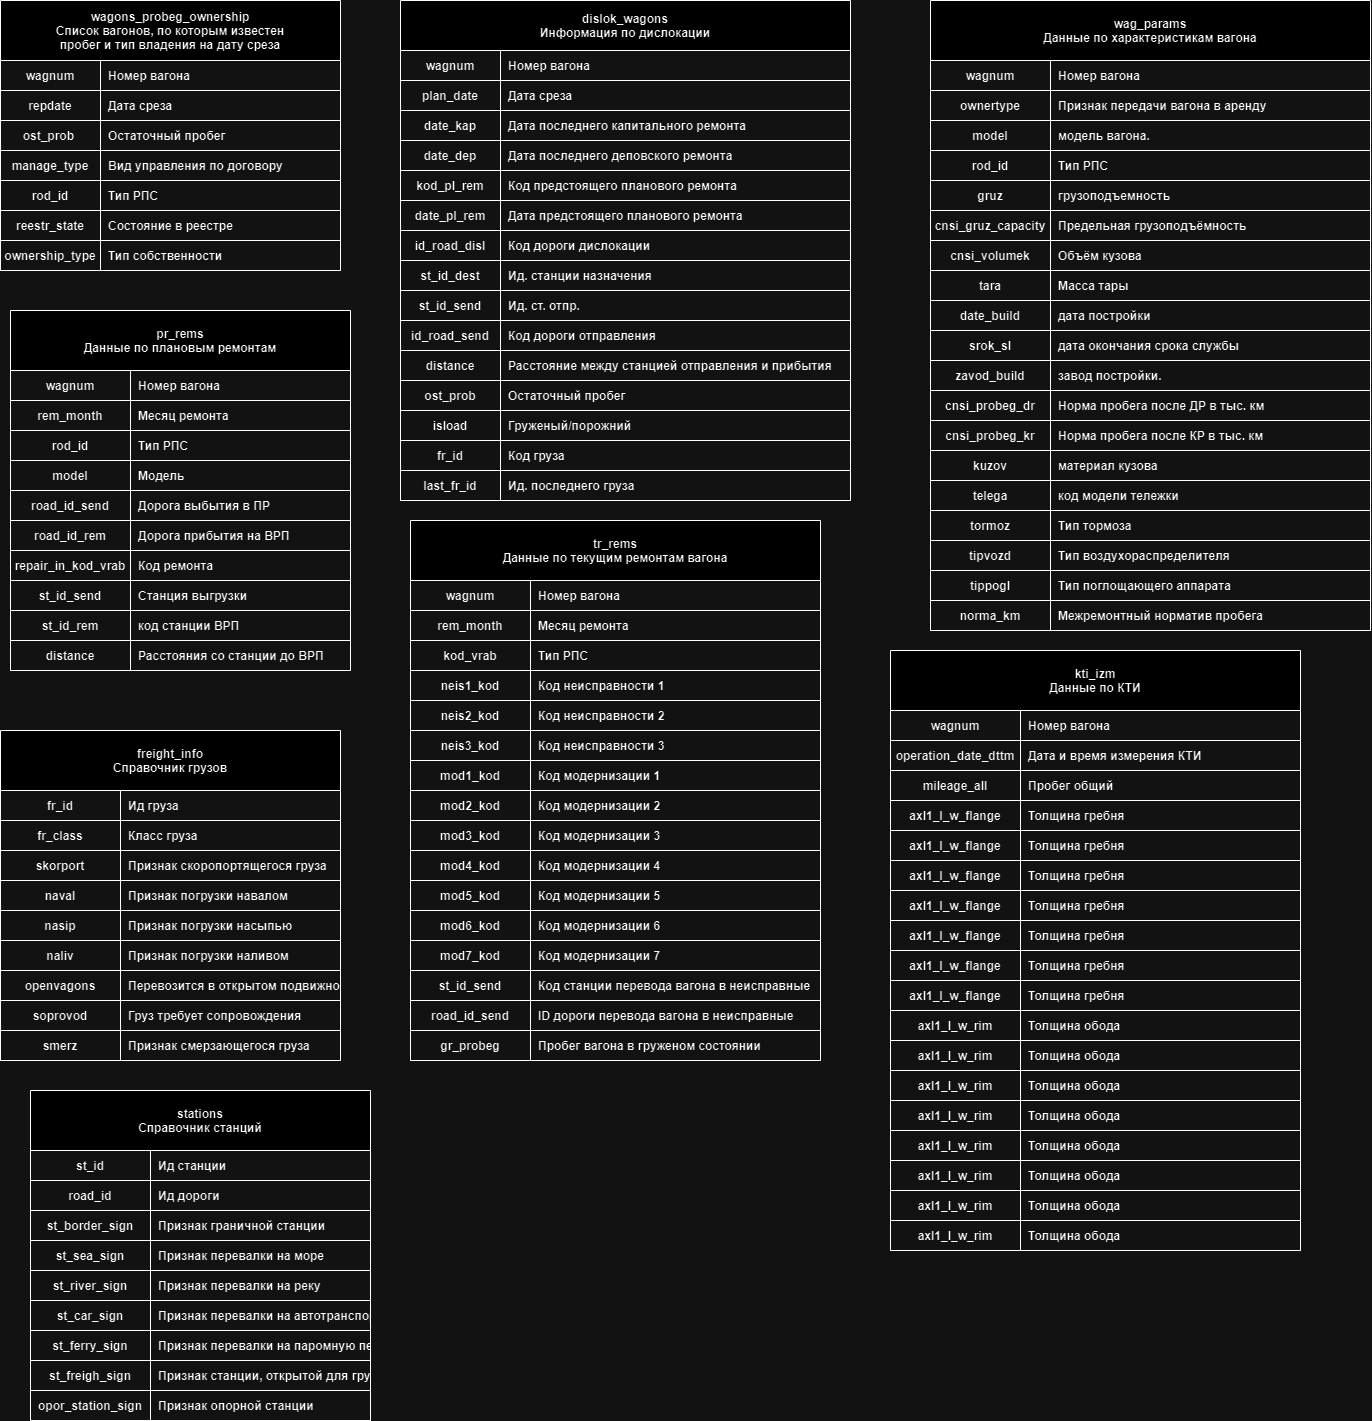 wagons_probeg_ownership
Список вагонов, по которым известен
пробег и тип владения на дату среза
wagnum Номер вагона
repdate Дата среза
ost_prob Остаточный пробег
manage_type Вид управления по договору
rod_id Тип РПС
reestr_state Состояние в реестре
ownership_type Тип собственности
pr_rems
Данные по плановым ремонтам
wagnum Номер вагона
rem_month Месяц ремонта
rod_id Тип РПС
model Модель
road_id_send Дорога выбытия в ПР
road_id_rem Дорога прибытия на ВРП
repair_in_kod_vrab Код ремонта
st_id_send Станция выгрузки
st_id_rem код станции ВРП
distance Расстояния со станции до ВРП
freight_info
Справочник грузов
fr_id Ид груза
fr_class Класс груза
skorport Признак скоропортящегося груза
naval Признак погрузки навалом
nasip Признак погрузки насыпью
naliv Признак погрузки наливом
openvagons Перевозится в открытом подвижно
soprovod Груз требует сопровождения
smerz Признак смерзающегося груза
stations
Справочник станций
st_id Ид станции
road_id Ид дороги
st_border_sign Признак граничной станции
st_sea_sign Признак перевалки на море
st_river_sign Признак перевалки на реку
st_car_sign Признак перевалки на автотранспо
st_ferry_sign Признак перевалки на паромную пе
st_freigh_sign Признак станции, открытой для гру
opor_station_sign Признак опорной станции
dislok_wagons
Информация по дислокации
wagnum Номер вагона
plan_date Дата среза
date_kap Дата последнего капитального ремонта
date_dep Дата последнего деповского ремонта
kod_pl_rem Код предстоящего планового ремонта
date_pl_rem Дата предстоящего планового ремонта
id_road_disl Код дороги дислокации
st_id_dest Ид. станции назначения
st_id_send Ид. ст. отпр.
id_road_send Код дороги отправления
distance Расстояние между станцией отправления и прибытия
ost_prob Остаточный пробег
isload Груженый/порожний
fr_id Код груза
last_fr_id Ид. последнего груза
tr_rems
Данные по текущим ремонтам вагона
wagnum Номер вагона
rem_month Месяц ремонта
kod_vrab Тип РПС
neis1_kod Код неисправности 1
neis2_kod Код неисправности 2
neis3_kod Код неисправности 3
mod1_kod Код модернизации 1
mod2_kod Код модернизации 2
mod3_kod Код модернизации 3
mod4_kod Код модернизации 4
mod5_kod Код модернизации 5
mod6_kod Код модернизации 6
mod7_kod Код модернизации 7
st_id_send Код станции перевода вагона в неисправные
road_id_send ID дороги перевода вагона в неисправные
gr_probeg Пробег вагона в груженом состоянии
wag_params
Данные по характеристикам вагона
wagnum Номер вагона
ownertype Признак передачи вагона в аренду
model модель вагона.
rod_id Тип РПС
gruz грузоподъемность
cnsi_gruz_capacity Предельная грузоподъёмность
cnsi_volumek Объём кузова
tara Масса тары
date_build дата постройки
srok_sl дата окончания срока службы
zavod_build завод постройки.
cnsi_probeg_dr Норма пробега после ДР в тыс. км
cnsi_probeg_kr Норма пробега после КР в тыс. км
kuzov материал кузова
telega код модели тележки
tormoz Тип тормоза
tipvozd Тип воздухораспределителя
tippogl Тип поглощающего аппарата
norma_km Межремонтный норматив пробега
kti_izm
Данные по КТИ
wagnum Номер вагона
operation_date_dttm Дата и время измерения КТИ
mileage_all Пробег общий
axl1_l_w_flange Толщина гребня
axl1_l_w_flange Толщина гребня
axl1_l_w_flange Толщина гребня
axl1_l_w_flange Толщина гребня
axl1_l_w_flange Толщина гребня
axl1_l_w_flange Толщина гребня
axl1_l_w_flange Толщина гребня
axl1_l_w_rim Толщина обода
axl1_l_w_rim Толщина обода
axl1_l_w_rim Толщина обода
axl1_l_w_rim Толщина обода
axl1_l_w_rim Толщина обода
axl1_l_w_rim Толщина обода
axl1_l_w_rim Толщина обода
axl1_l_w_rim Толщина обода